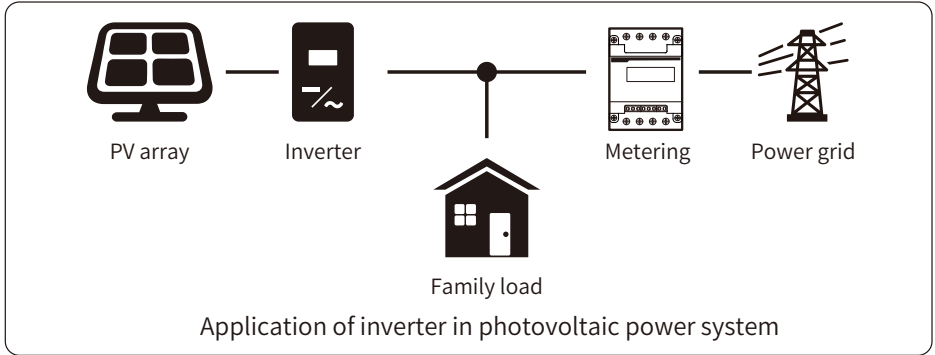 PV array
Inverter
Metering
Power grid
Family load
Application of inverter in photovoltaic power system